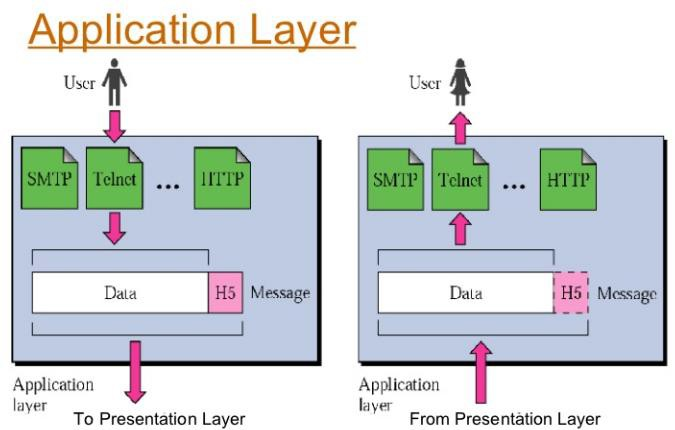 Application Layer
User
SMTP Telnet ... HTTP
Data H5 Message
Application
layer
To Presentation Layer
User
SMTP Telnet ... HTTP
Data H5 Message
Application
layer
From Presentation Layer